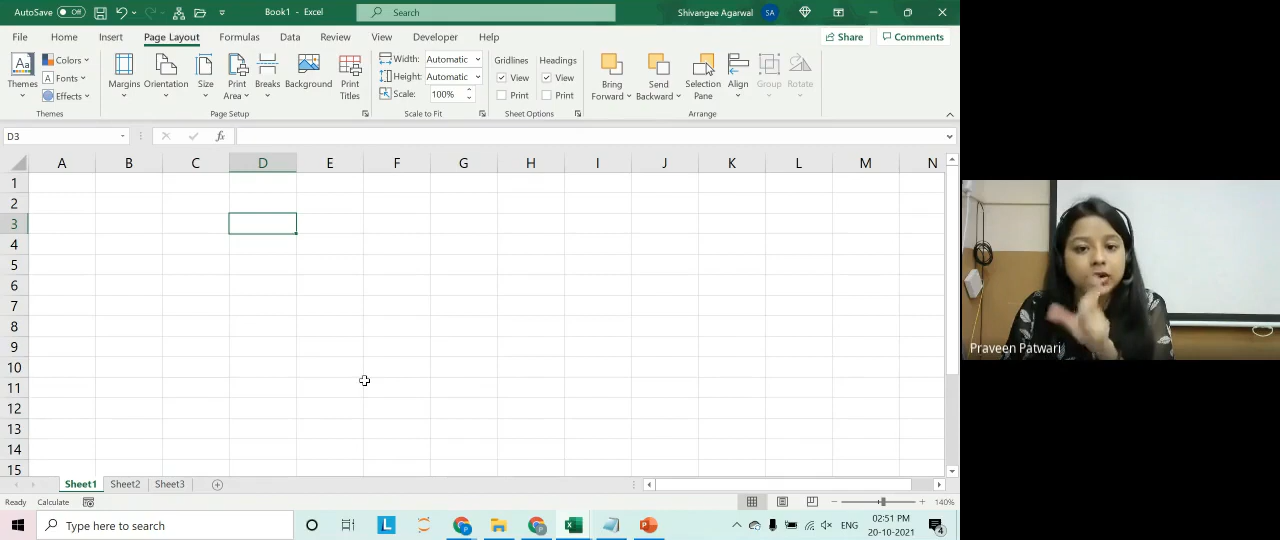 AutoSave Off Book1 - Excel Search Shivangee Agarwal SA
File Home Insert Page Layout Formulas Data Review View Developer Help Share Comments
Themes Colors Fonts Effects Margins Orientation Size Print Area Breaks Background Print Titles Width: Automatic Height: Automatic Scale: 100% Gridlines View Print Headings View Print Bring Forward Send Backward Selection Pane Align Group Rotate
Themes Page Setup Scale to Fit Sheet Options Arrange
D3 fx
A B C D E F G H I J K L M N
1
2
3
4
5
6
7
8
9
10
11
12
13
14
15
Praveen Patwari
Sheet1 Sheet2 Sheet3
Ready Calculate 140%
Type here to search L ENG 02:51 PM
20-10-2021 4